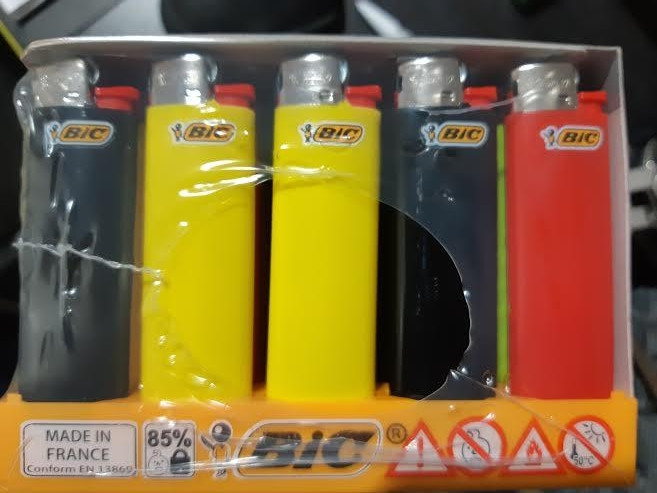 BIC BIC BIC BIC BIC
MADE IN
FRANCE
Conform EN 13869
85%
BIC ®
50°C